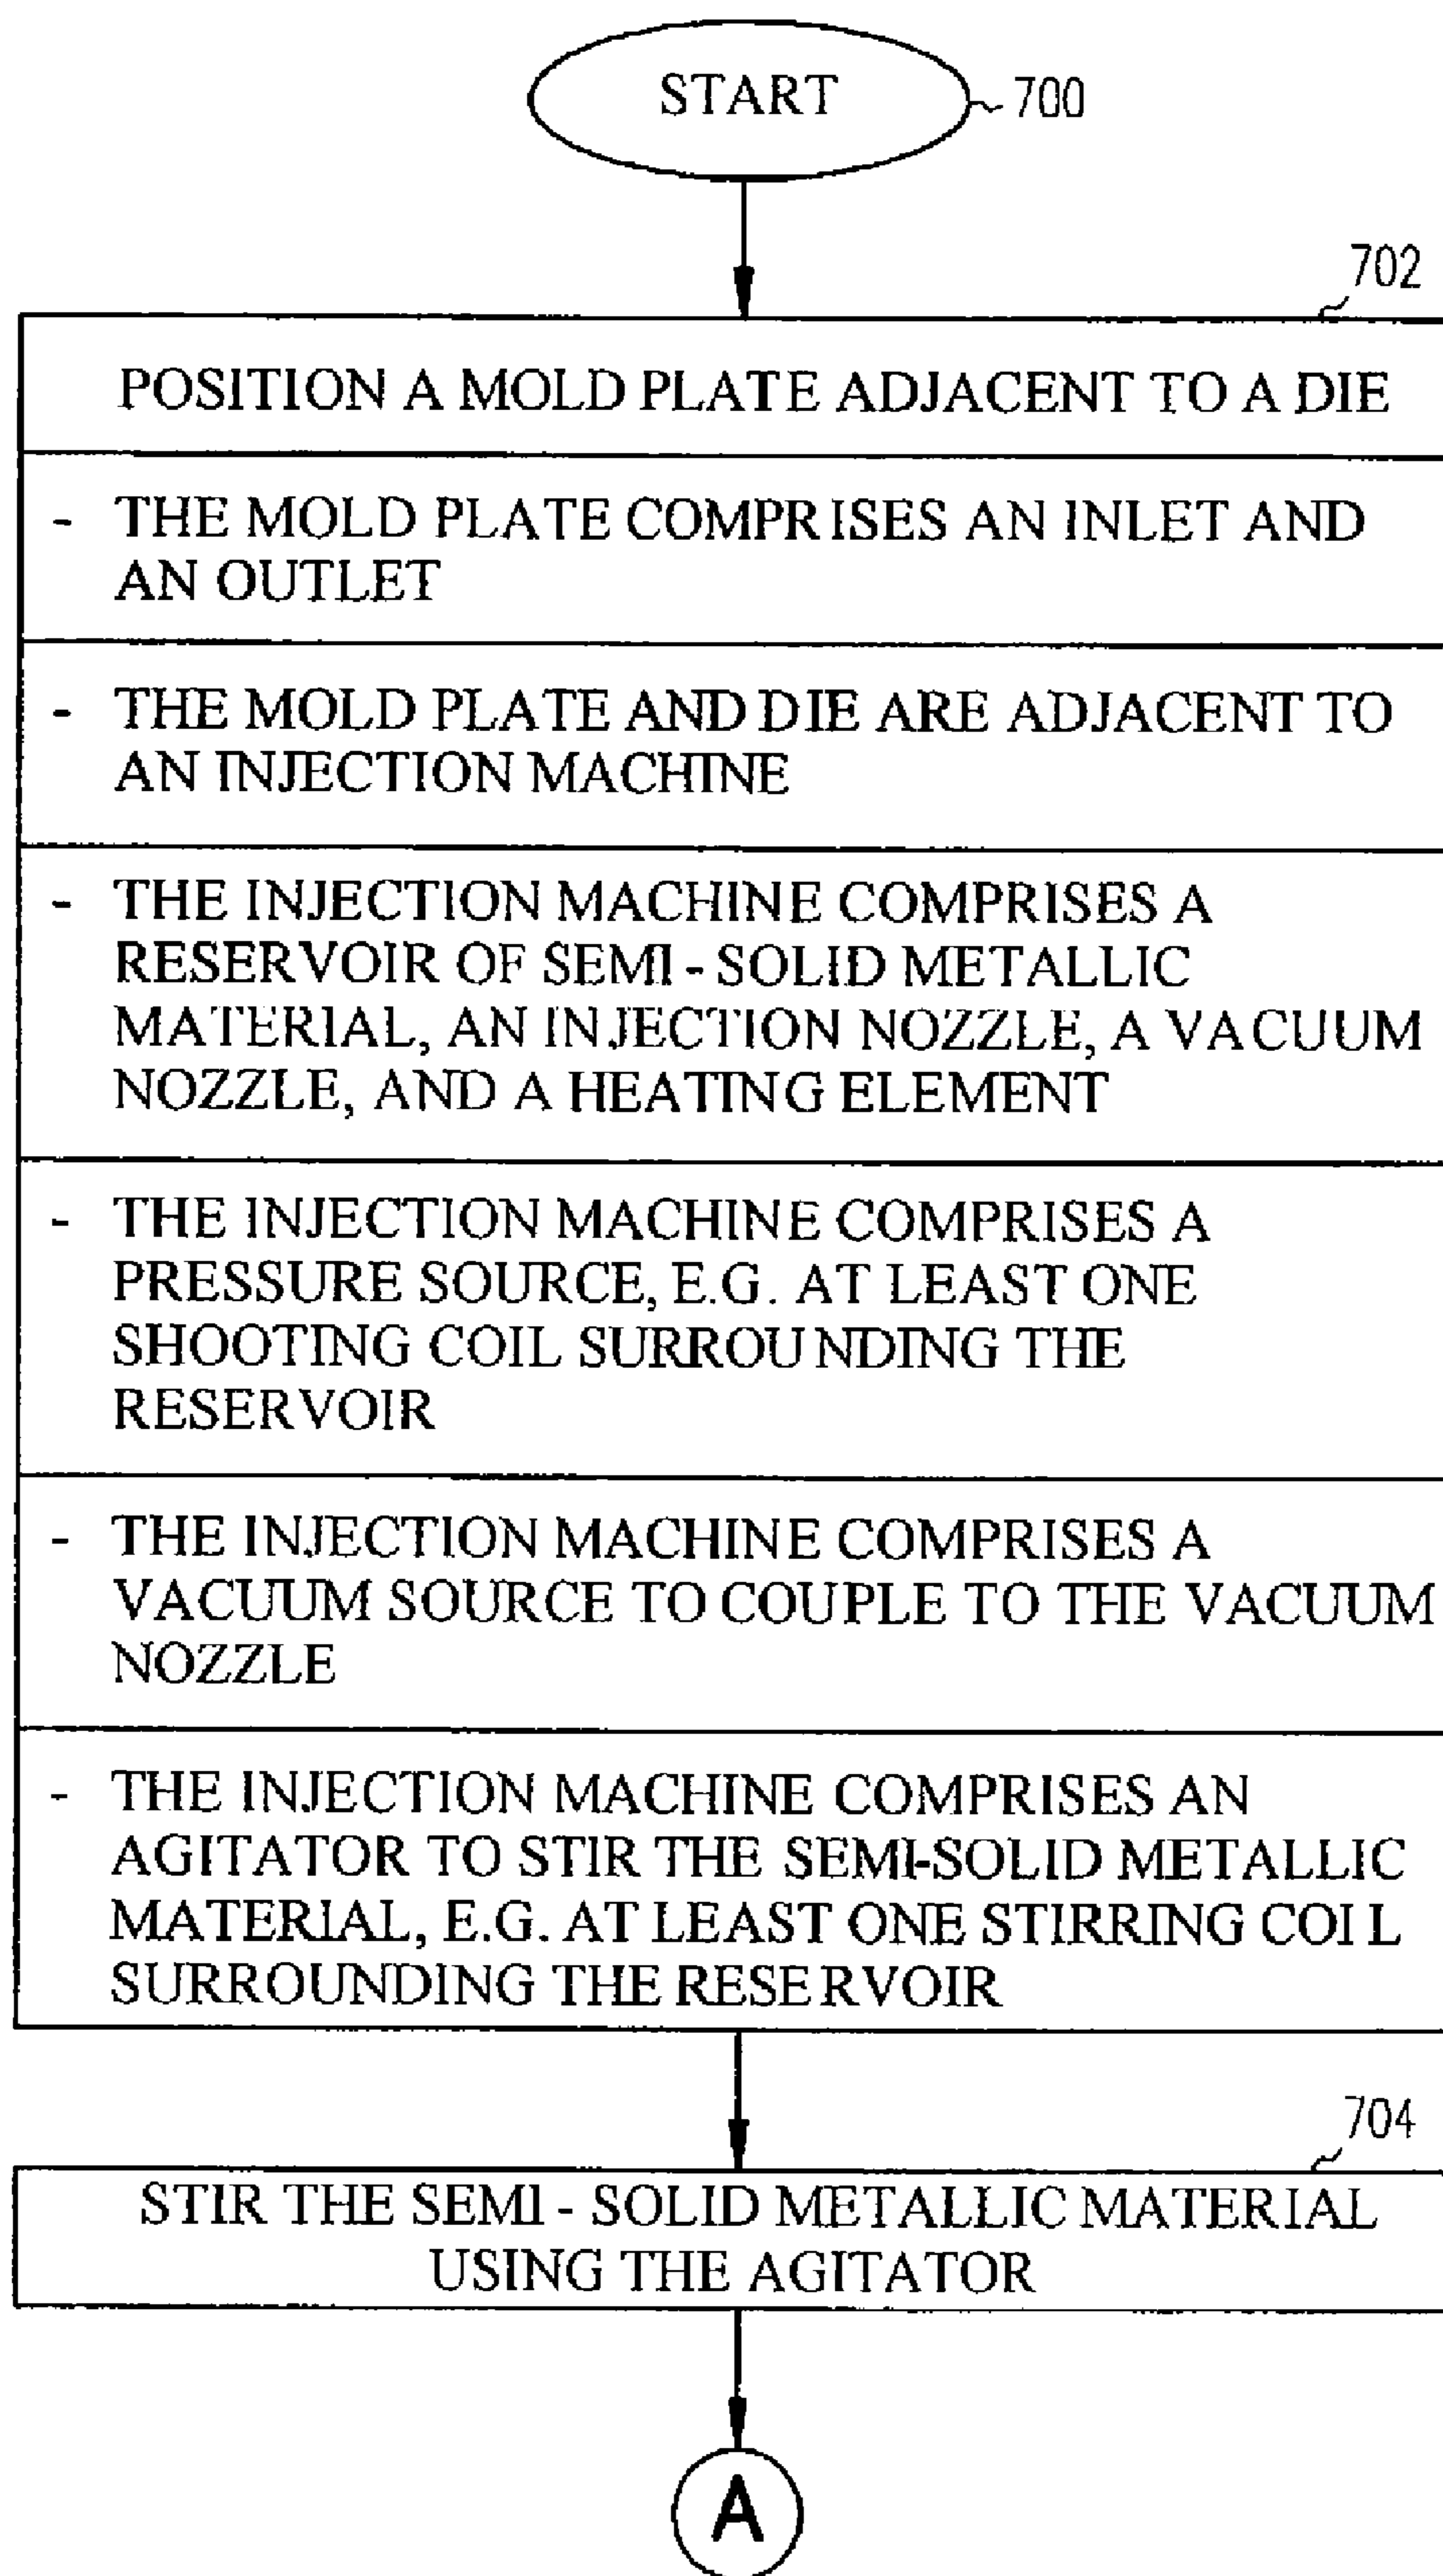 START
700
702
POSITION A MOLD PLATE ADJACENT TO A DIE
- THE MOLD PLATE COMPRISES AN INLET AND
AN OUTLET
- THE MOLD PLATE AND DIE ARE ADJACENT TO
AN INJECTION MACHINE
- THE INJECTION MACHINE COMPRISES A
RESERVOIR OF SEMI - SOLID METALLIC
MATERIAL, AN INJECTION NOZZLE, A VACUUM
NOZZLE, AND A HEATING ELEMENT
- THE INJECTION MACHINE COMPRISES A
PRESSURE SOURCE, E.G. AT LEAST ONE
SHOOTING COIL SURROUNDING THE
RESERVOIR
- THE INJECTION MACHINE COMPRISES A
VACUUM SOURCE TO COUPLE TO THE VACUUM
NOZZLE
- THE INJECTION MACHINE COMPRISES AN
AGITATOR TO STIR THE SEMI-SOLID METALLIC
MATERIAL, E.G. AT LEAST ONE STIRRING COIL
SURROUNDING THE RESERVOIR
704
STIR THE SEMI - SOLID METALLIC MATERIAL
USING THE AGITATOR
A